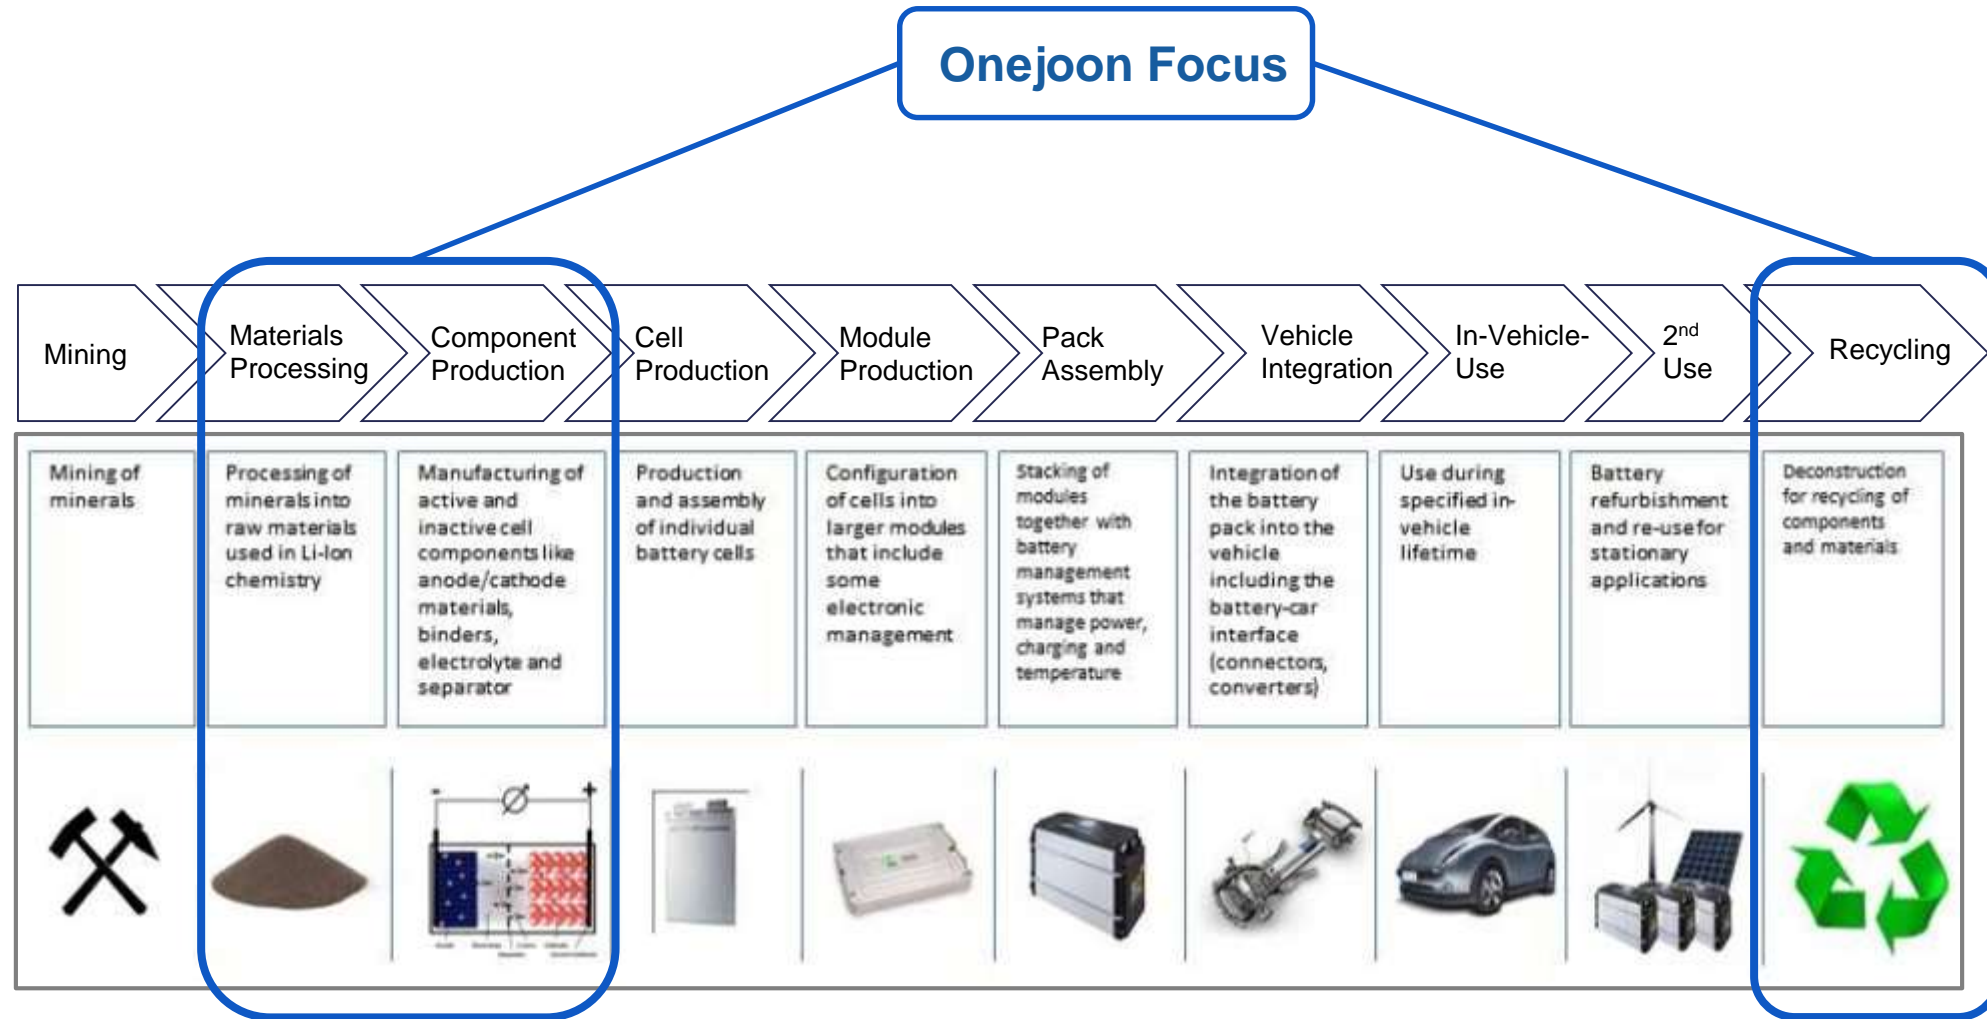 Onejoon Focus
Mining
Materials
Processing
Component
Production
Cell
Production
Module
Production
Pack
Assembly
Vehicle
Integration
In-Vehicle-
Use
2nd
Use
Recycling
Mining of
minerals
Processing of
minerals into
raw materials
used in Li-Ion
chemistry
Manufacturing of
active and
inactive cell
components like
anode/cathode
materials,
binders,
electrolyte and
separator
Production
and assembly
of individual
battery cells
Configuration
of cells into
larger modules
that include
some
electronic
management
Stacking of
modules
together with
battery
management
systems that
manage power,
charging and
temperature
Integration of
the battery
pack into the
vehicle
including the
battery-car
interface
(connectors,
converters)
Use during
specified in-
vehicle
lifetime
Battery
refurbishment
and re-use for
stationary
applications
Deconstruction
for recycling of
components
and materials
- +